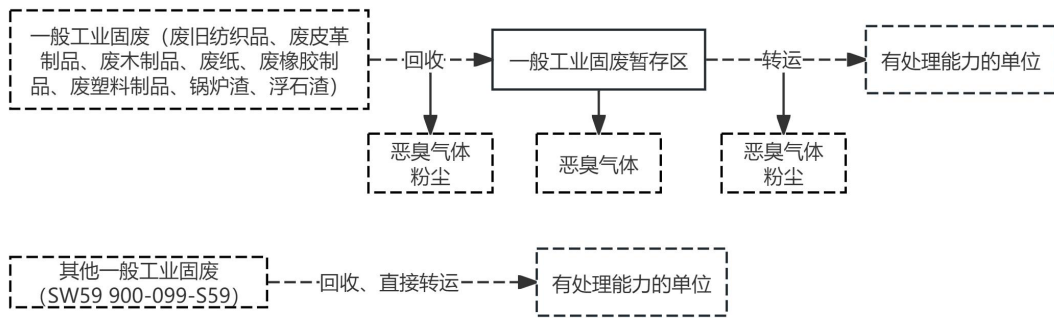 一般工业固废（废旧纺织品、废皮革
制品、废木制品、废纸、废橡胶制
品、废塑料制品、锅炉渣、浮石渣）
回收
一般工业固废暂存区
转运
有处理能力的单位
恶臭气体
粉尘
恶臭气体
恶臭气体
粉尘
其他一般工业固废
（SW59 900-099-S59）
回收、直接转运
有处理能力的单位